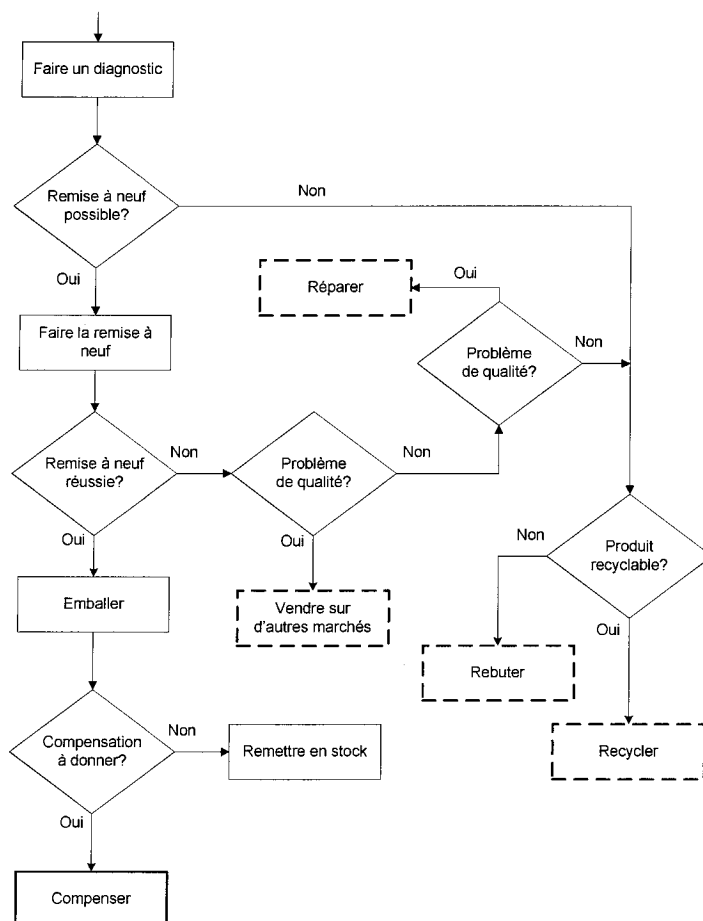 Faire un diagnostic
Remise à neuf
possible?
Non
Oui
Réparer
Oui
Faire la remise à
neuf
Problème
de qualité?
Non
Remise à neuf
réussie?
Non
Problème
de qualité?
Non
Oui
Oui
Non
Produit
recyclable?
Emballer
Vendre sur
d'autres marchés
Oui
Rebuter
Compensation
à donner?
Non
Remettre en stock
Recycler
Oui
Compenser